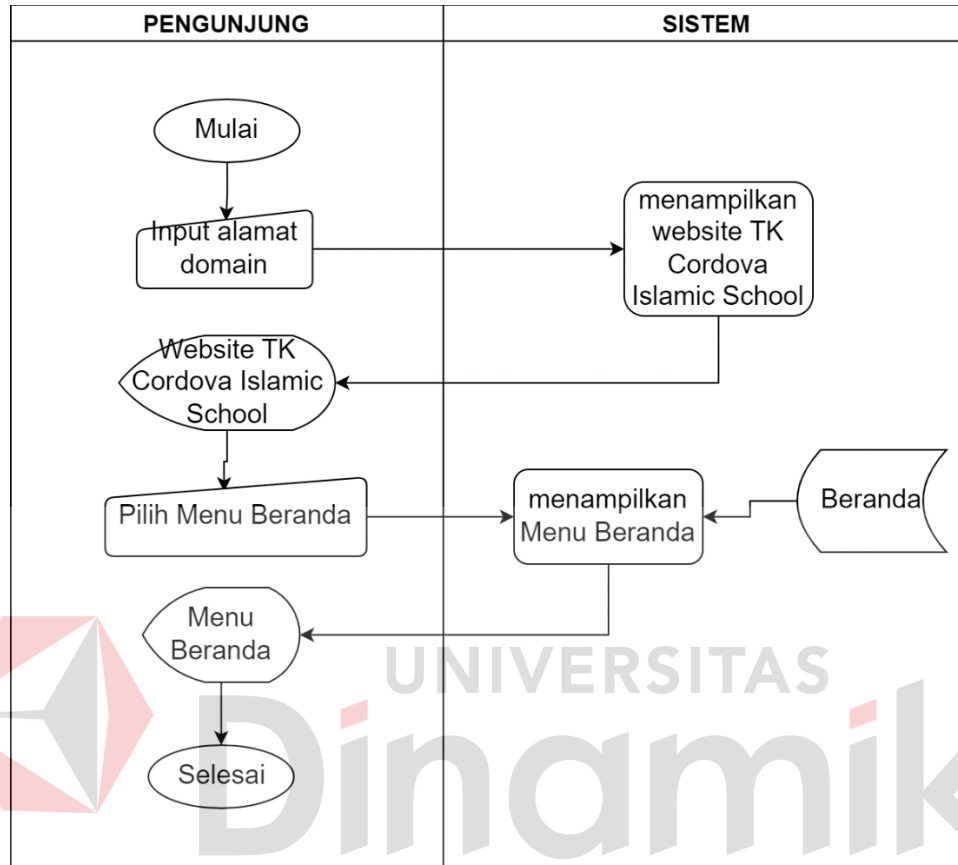 PENGUNJUNG
SISTEM
Mulai
Input alamat
domain
menampilkan
website TK
Cordova
Islamic School
Website TK
Cordova Islamic
School
Pilih Menu Beranda
menampilkan
Menu Beranda
Beranda
Menu
Beranda
Selesai
UNIVERSITAS
Dinamik